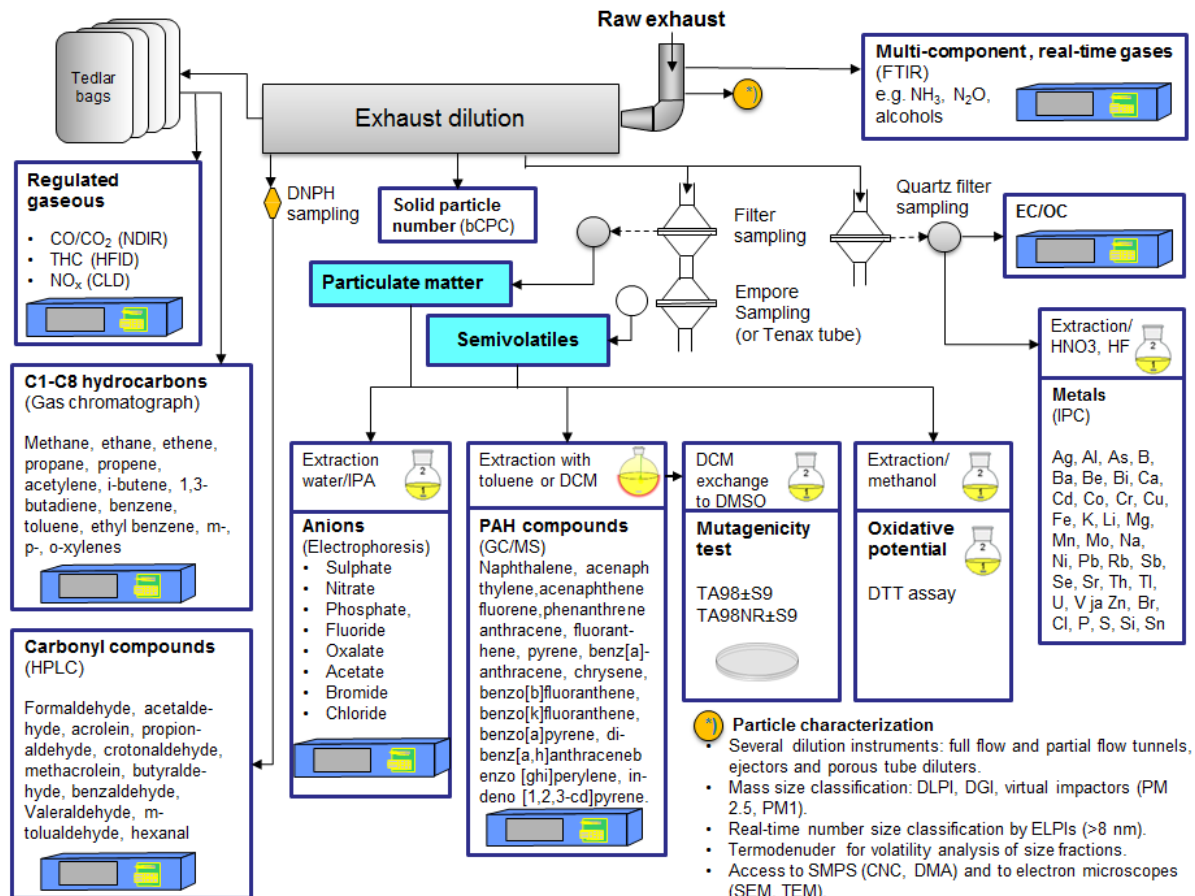 Raw exhaust
Tedlar
bags
Exhaust dilution
*)
Multi-component, real-time gases
(FTIR)
e.g. NH₃, N₂O,
alcohols
Regulated
gaseous
• CO/CO₂ (NDIR)
• THC (HFID)
• NOₓ (CLD)
DNPH
sampling
Solid particle
number (bCPC)
Filter
sampling
Quartz filter
sampling
EC/OC
Particulate matter
Empore
Sampling
(or Tenax tube)
Semivolatiles
Extraction/
HNO3, HF
2
1
Metals
(IPC)
Ag, Al, As, B,
Ba, Be, Bi, Ca,
Cd, Co, Cr, Cu,
Fe, K, Li, Mg,
Mn, Mo, Na,
Ni, Pb, Rb, Sb,
Se, Sr, Th, Tl,
U, V ja Zn, Br,
Cl, P, S, Si, Sn
C1-C8 hydrocarbons
(Gas chromatograph)
Methane, ethane, ethene,
propane, propene,
acetylene, i-butene, 1,3-
butadiene, benzene,
toluene, ethyl benzene, m-,
p-, o-xylenes
Carbonyl compounds
(HPLC)
Formaldehyde, acetalde-
hyde, acrolein, propion-
aldehyde, crotonaldehyde,
methacrolein, butyralde-
hyde, benzaldehyde,
Valeraldehyde, m-
tolualdehyde, hexanal
Extraction
water/IPA
2
1
Anions
(Electrophoresis)
• Sulphate
• Nitrate
• Phosphate,
• Fluoride
• Oxalate
• Acetate
• Bromide
• Chloride
Extraction with
toluene or DCM
PAH compounds
(GC/MS)
Naphthalene, acenaph
thylene,acenaphthene
fluorene,phenanthrene
anthracene, fluorant-
hene, pyrene, benz[a]-
anthracene, chrysene,
benzo[b]fluoranthene,
benzo[k]fluoranthene,
benzo[a]pyrene, di-
benz[a,h]anthraceneb
enzo [ghi]perylene, in-
deno [1,2,3-cd]pyrene.
DCM
exchange
to DMSO
2
1
Mutagenicity
test
TA98±S9
TA98NR±S9
Extraction/
methanol
2
1
Oxidative
potential
2
1
DTT assay
*) Particle characterization
• Several dilution instruments: full flow and partial flow tunnels,
ejectors and porous tube diluters.
• Mass size classification: DLPI, DGI, virtual impactors (PM
2.5, PM1).
• Real-time number size classification by ELPIs (>8 nm).
• Termodenuder for volatility analysis of size fractions.
• Access to SMPS (CNC, DMA) and to electron microscopes
(SEM, TEM)